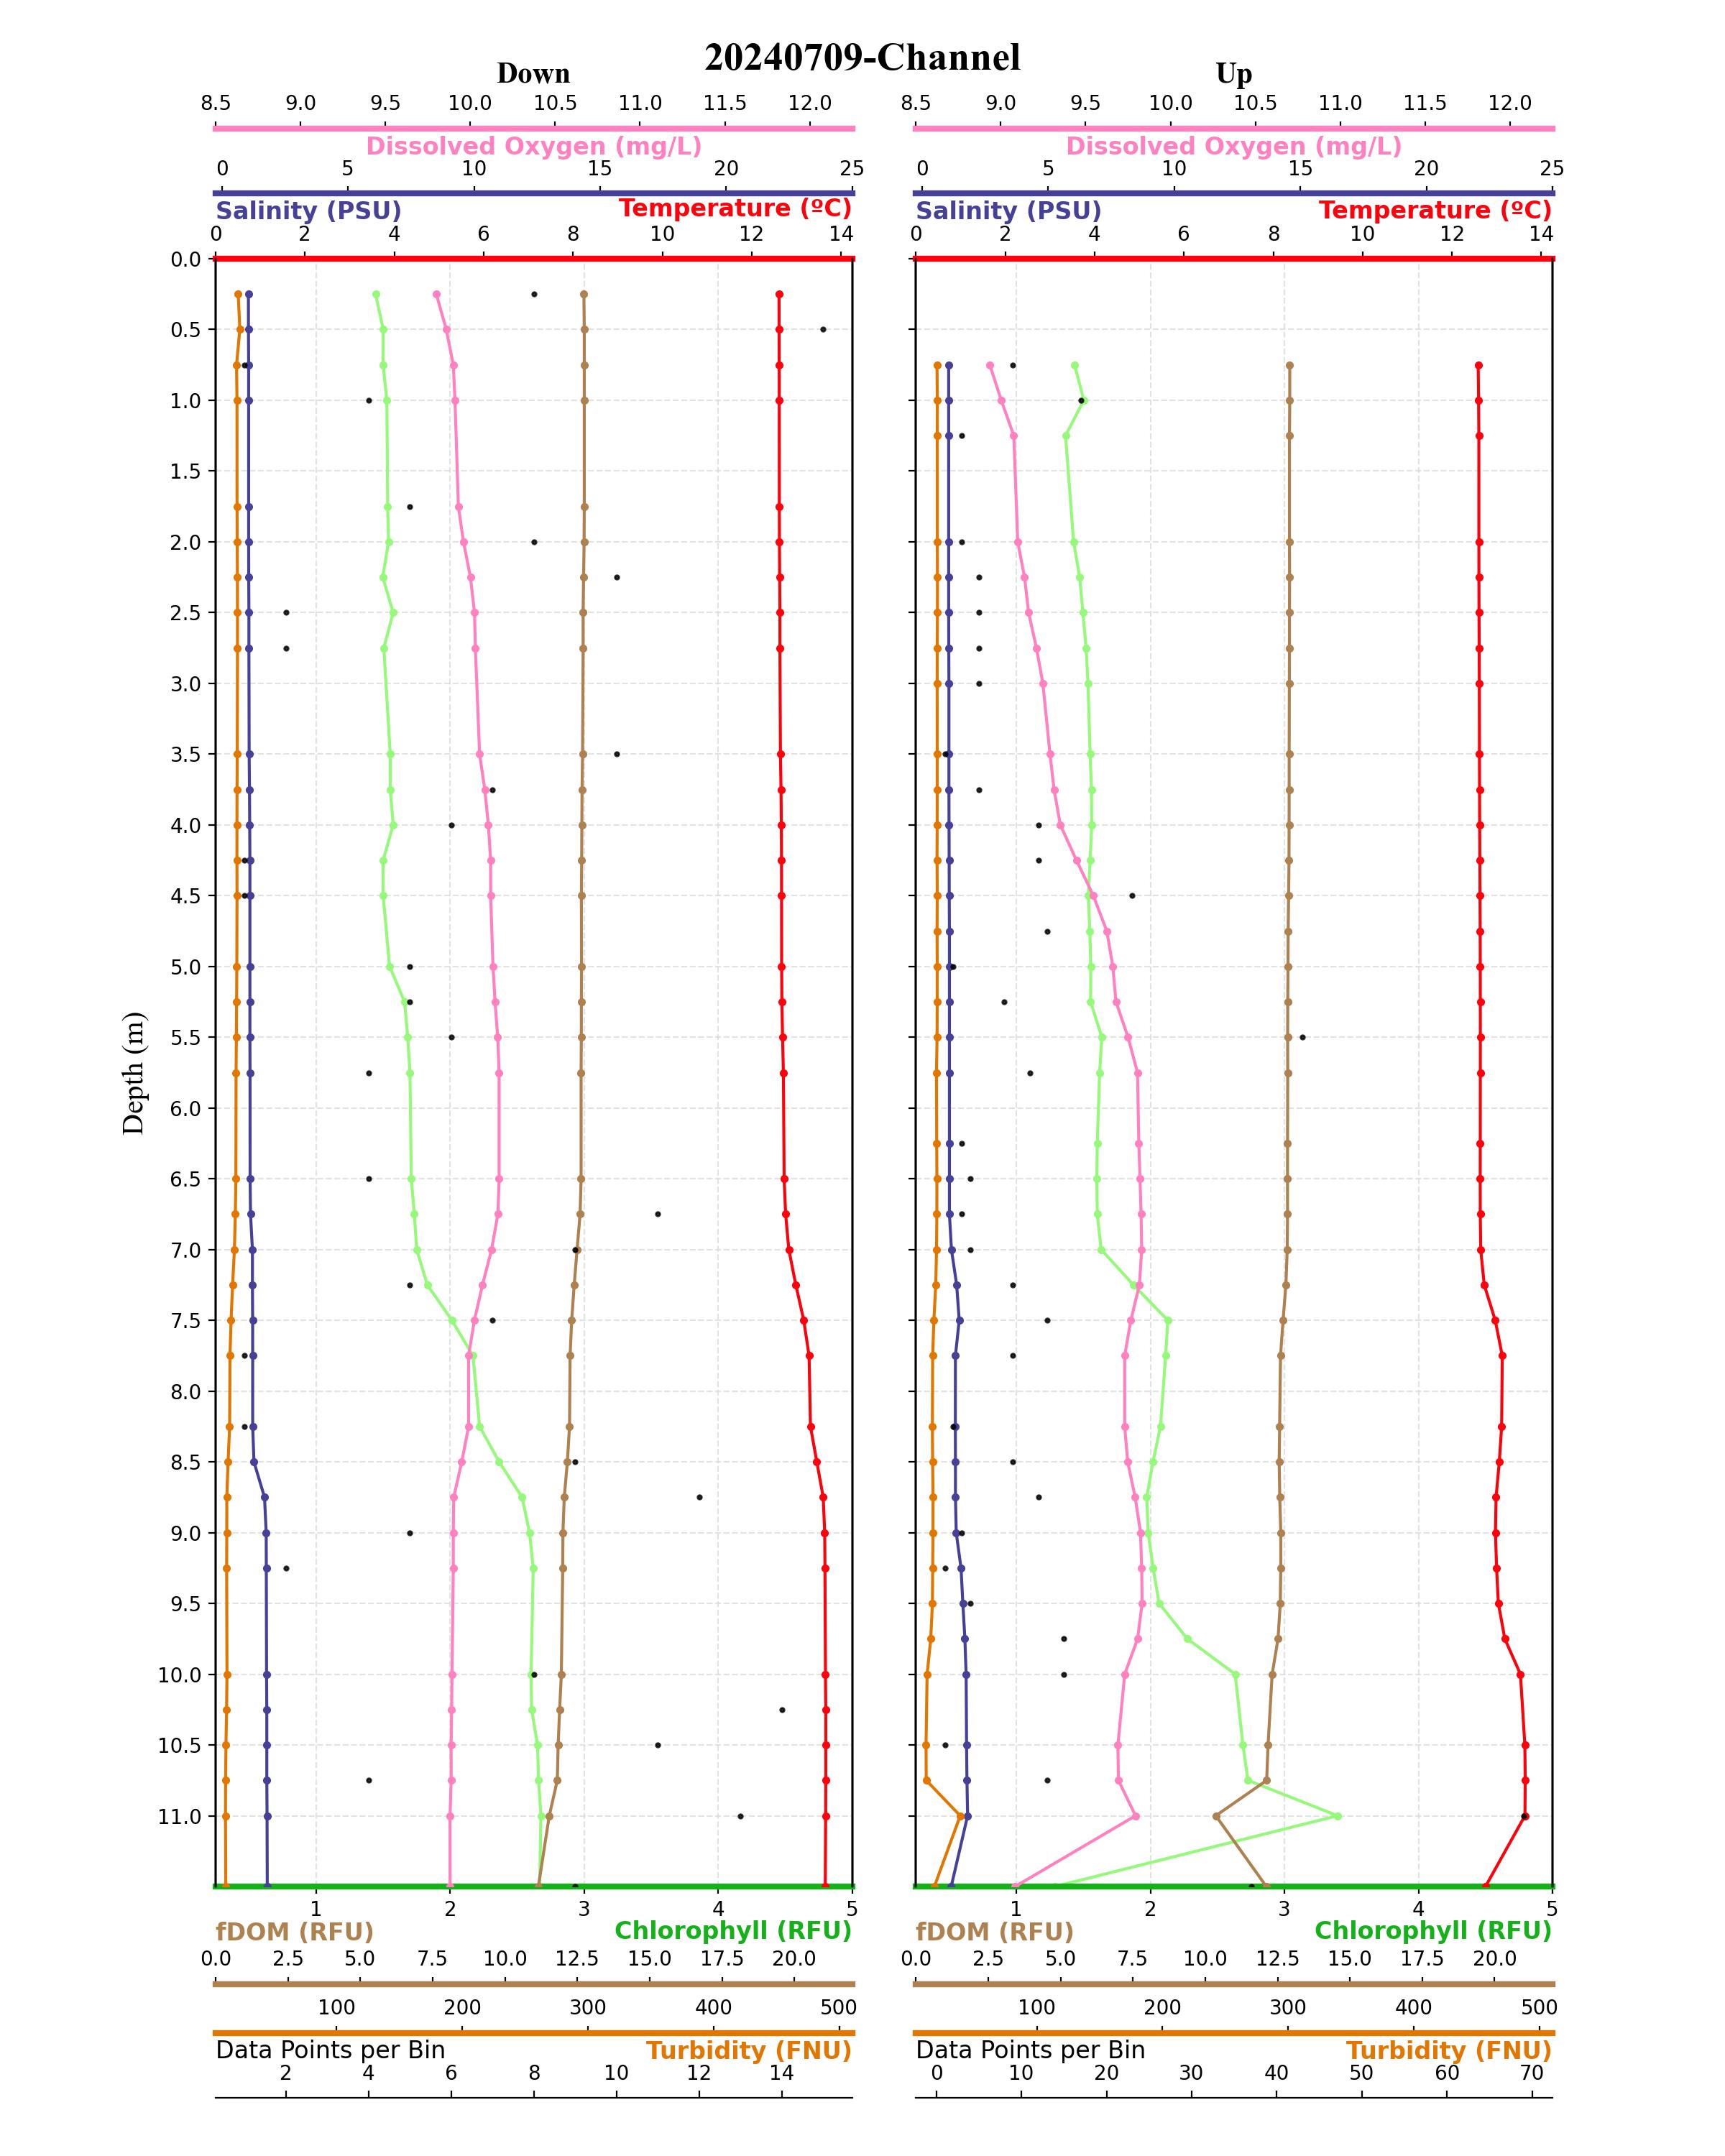 20240709-Channel
Down Up
8.5 9.0 9.5 10.0 10.5 11.0 11.5 12.0 8.5 9.0 9.5 10.0 10.5 11.0 11.5 12.0
Dissolved Oxygen (mg/L) Dissolved Oxygen (mg/L)
0 5 10 15 20 25 0 5 10 15 20 25
Salinity (PSU) Temperature (ºC) Salinity (PSU) Temperature (ºC)
0 2 4 6 8 10 12 14 0 2 4 6 8 10 12 14
0.0
0.5
1.0
1.5
2.0
2.5
3.0
3.5
4.0
4.5
5.0
5.5
Depth (m)
6.0
6.5
7.0
7.5
8.0
8.5
9.0
9.5
10.0
10.5
11.0
1 2 3 4 5 1 2 3 4 5
fDOM (RFU) Chlorophyll (RFU) fDOM (RFU) Chlorophyll (RFU)
0.0 2.5 5.0 7.5 10.0 12.5 15.0 17.5 20.0 0.0 2.5 5.0 7.5 10.0 12.5 15.0 17.5 20.0
100 200 300 400 500 100 200 300 400 500
Data Points per Bin Turbidity (FNU) Data Points per Bin Turbidity (FNU)
2 4 6 8 10 12 14 0 10 20 30 40 50 60 70